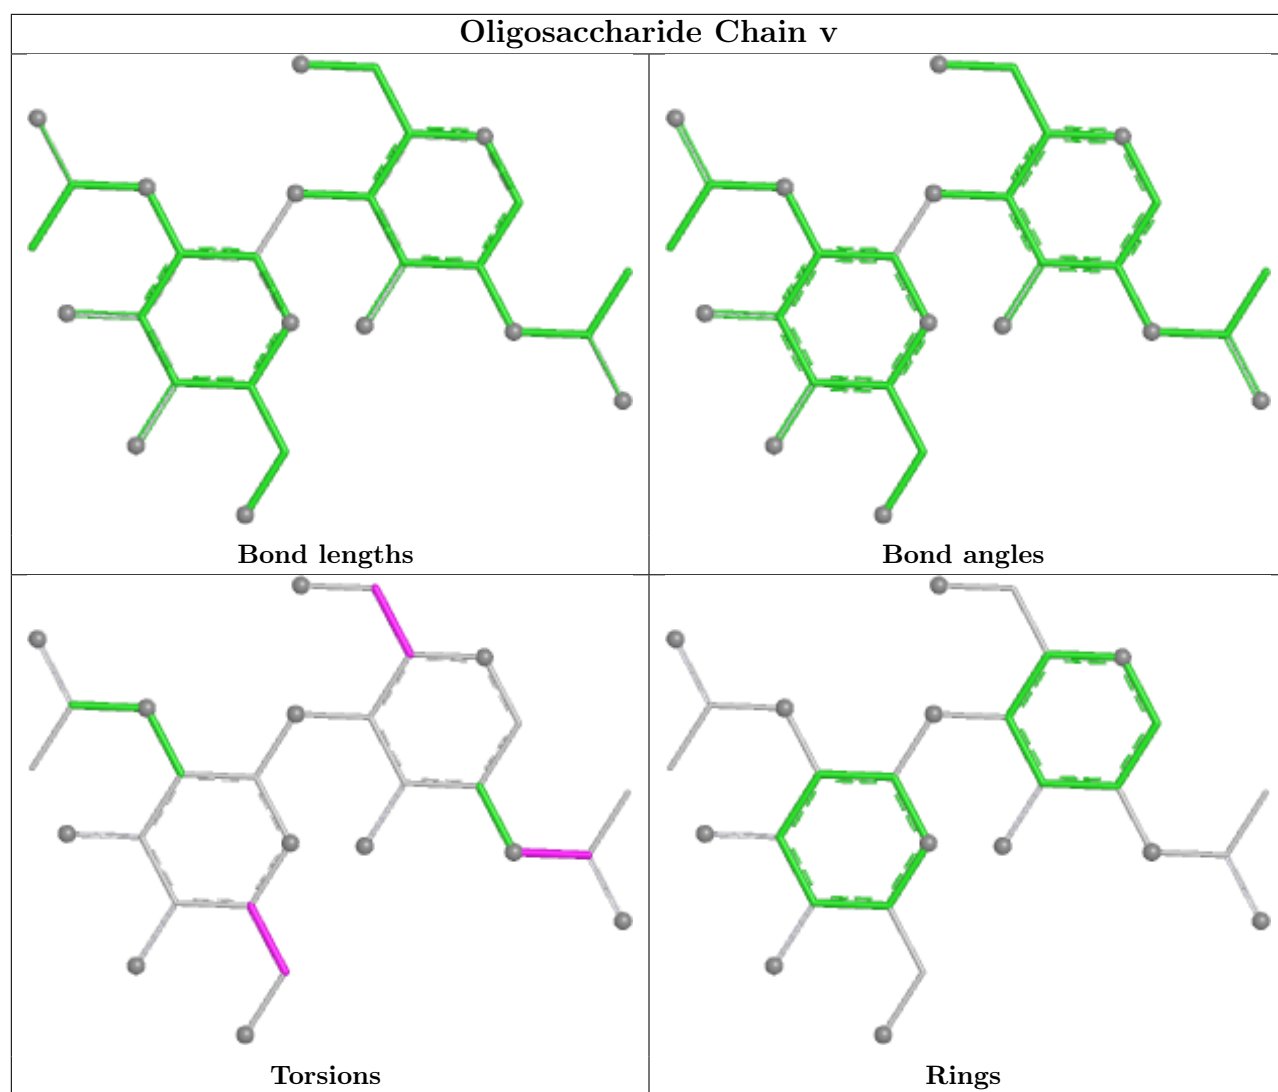 Oligosaccharide Chain v
Bond lengths
Bond angles
Torsions
Rings